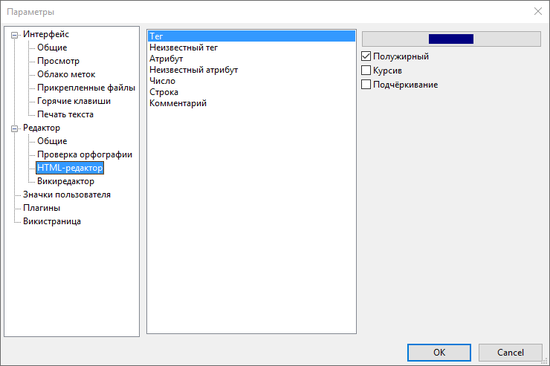 Параметры
Интерфейс
Общие
Просмотр
Облако меток
Прикрепленные файлы
Горячие клавиши
Печать текста
Редактор
Общие
Проверка орфографии
HTML-редактор
Викиредактор
Значки пользователя
Плагины
Викистраница
Тег
Неизвестный тег
Атрибут
Неизвестный атрибут
Число
Строка
Комментарий
Полужирный
Курсив
Подчёркивание
OK
Cancel